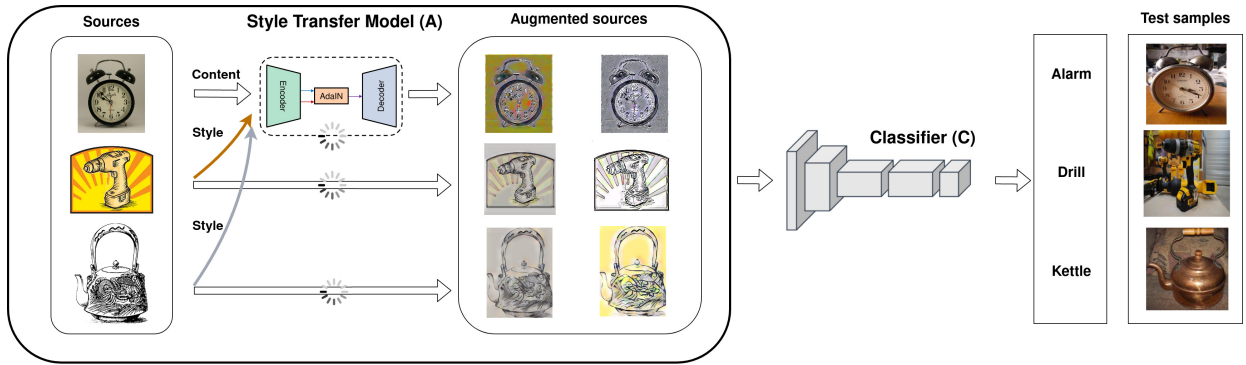 Sources
Style Transfer Model (A)
Augmented sources
Test samples
Content
Style
Encoder
AdaIN
Decoder
Style
Classifier (C)
Alarm
Drill
Kettle